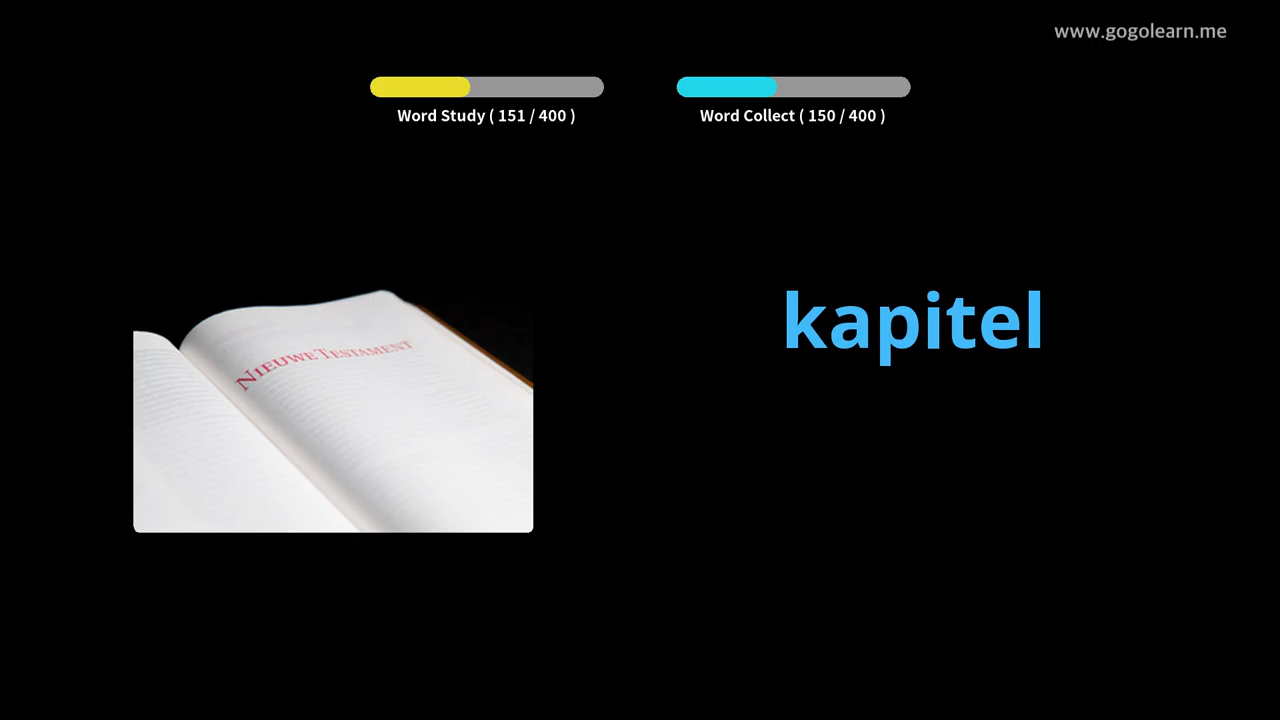 www.gogolearn.me
Word Study ( 151 / 400 )
Word Collect ( 150 / 400 )
NIEUWE TESTAMENT
kapitel